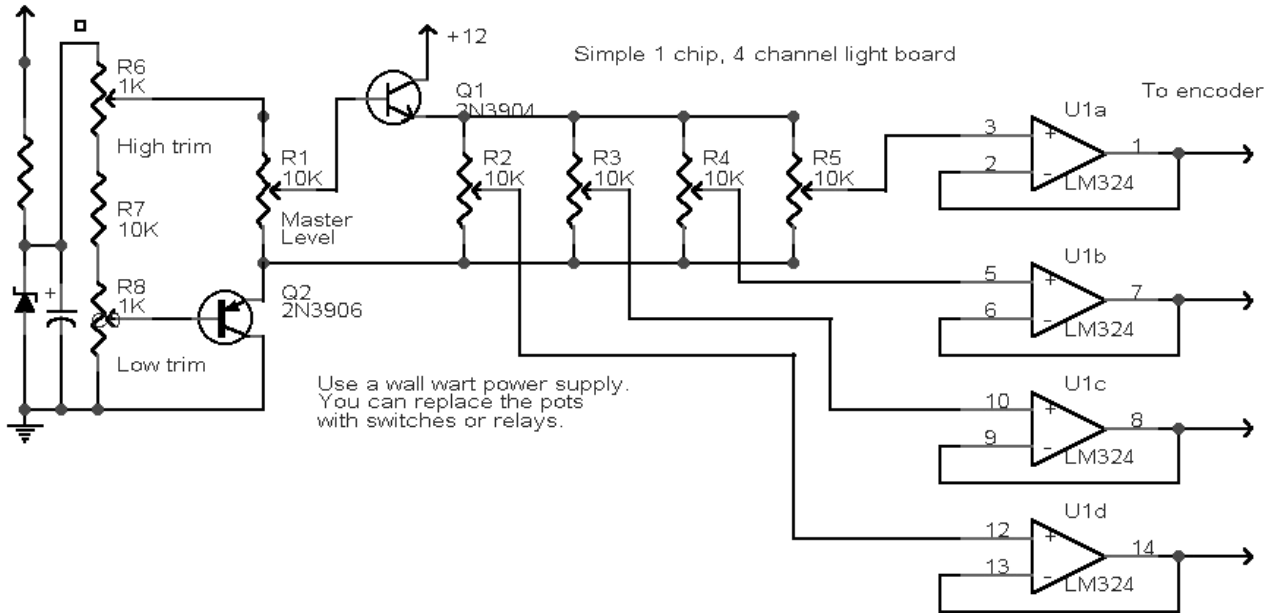 +12
Simple 1 chip, 4 channel light board
To encoder
R6
1K
High trim
R7
10K
R8
1K
Low trim
+
R1
10K
Master
Level
Q1
2N3904
Q2
2N3906
R2
10K
R3
10K
R4
10K
R5
10K
Use a wall wart power supply.
You can replace the pots
with switches or relays.
U1a
3
+
1
2
-
LM324
U1b
5
+
7
6
-
LM324
U1c
10
+
8
9
-
LM324
U1d
12
+
14
13
-
LM324